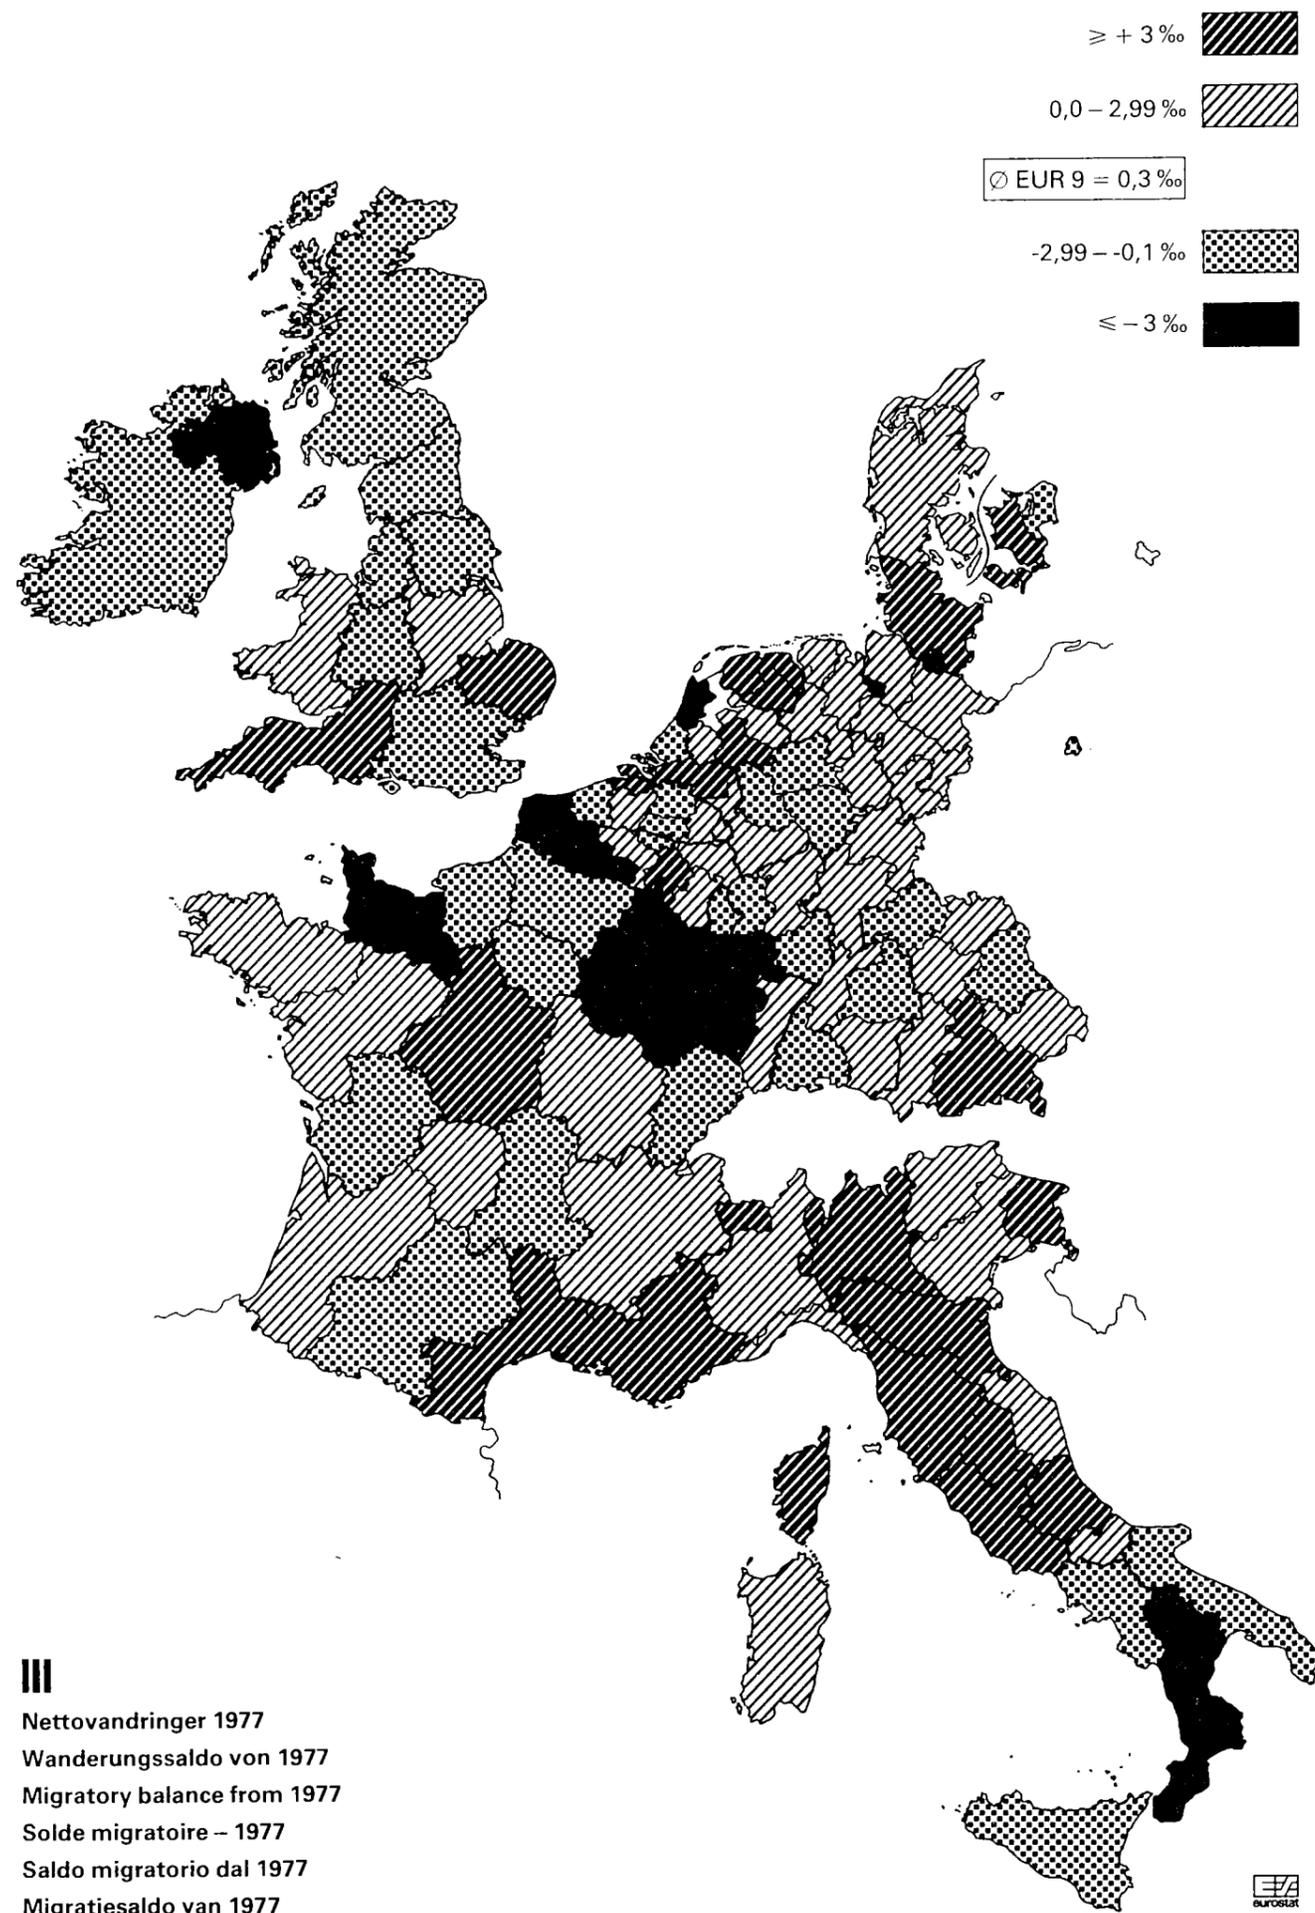 ≥ + 3 ‰
0,0 – 2,99 ‰
∅ EUR 9 = 0,3 ‰
-2,99 – -0,1 ‰
≤ – 3 ‰
III
Nettovandringer 1977
Wanderungssaldo von 1977
Migratory balance from 1977
Solde migratoire – 1977
Saldo migratorio dal 1977
Migratiesaldo van 1977
eurostat